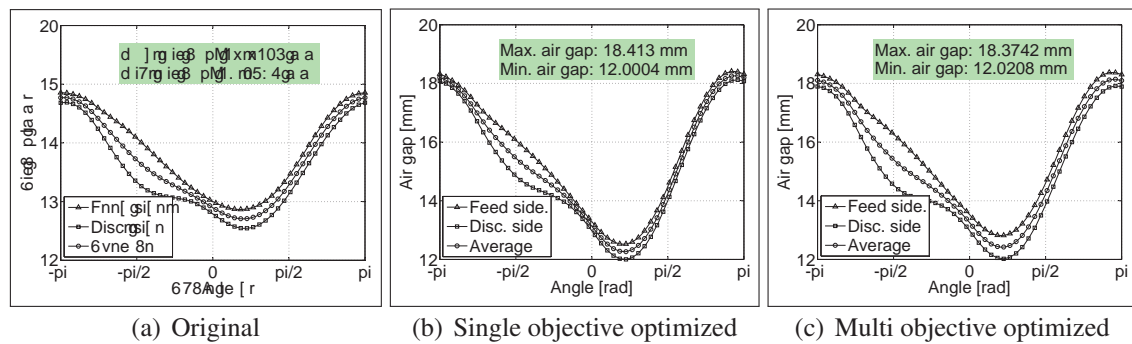 20
15
14
13
12
-pi
-pi/2
0
pi/2
pi
(a) Original
Max. air gap: 18.413 mm
Min. air gap: 12.0004 mm
20
18
16
14
12
Air gap [mm]
Feed side.
Disc. side
Average
-pi
-pi/2
0
pi/2
pi
Angle [rad]
(b) Single objective optimized
Max. air gap: 18.3742 mm
Min. air gap: 12.0208 mm
20
18
16
14
12
Air gap [mm]
Feed side.
Disc. side
Average
-pi
-pi/2
0
pi/2
pi
Angle [rad]
(c) Multi objective optimized